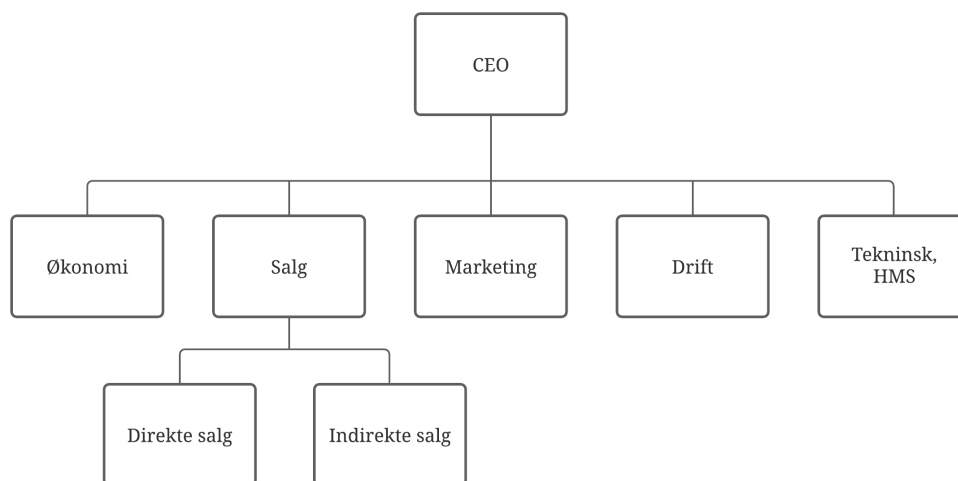 CEO
Økonomi
Salg
Marketing
Drift
Tekninsk,
HMS
Direkte salg
Indirekte salg